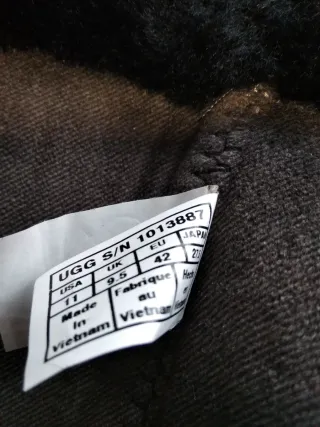 UGG S/N 1013887
USA UK EU JAPAN
11 9.5 42
Made Fabrique
in au
Vietnam Vietnam